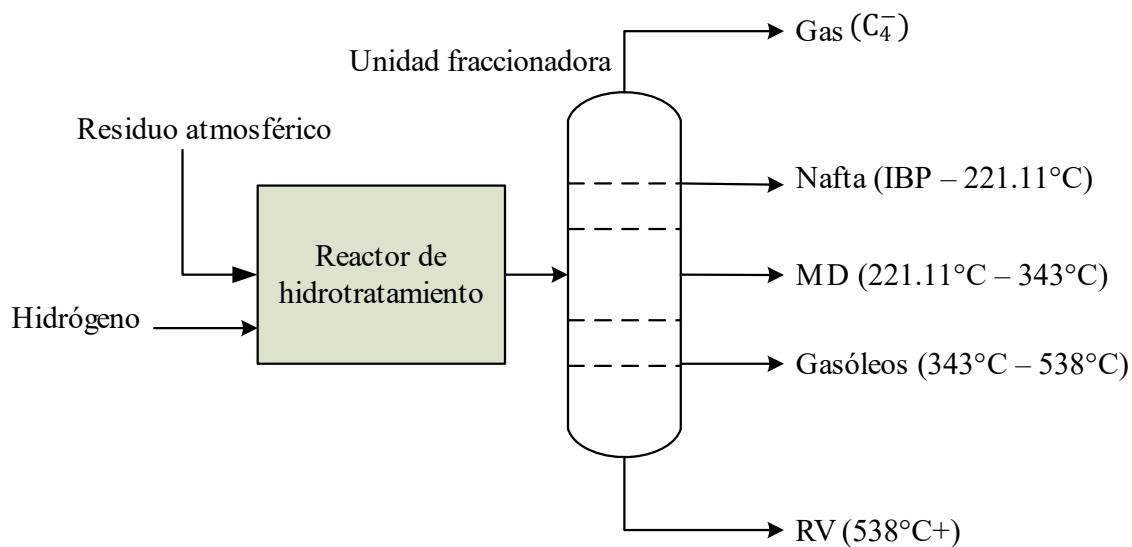 Gas (C₄⁻)
Unidad fraccionadora
Residuo atmosférico
Nafta (IBP – 221.11°C)
Reactor de
hidrotratamiento
MD (221.11°C – 343°C)
Hidrógeno
Gasóleos (343°C – 538°C)
RV (538°C+)